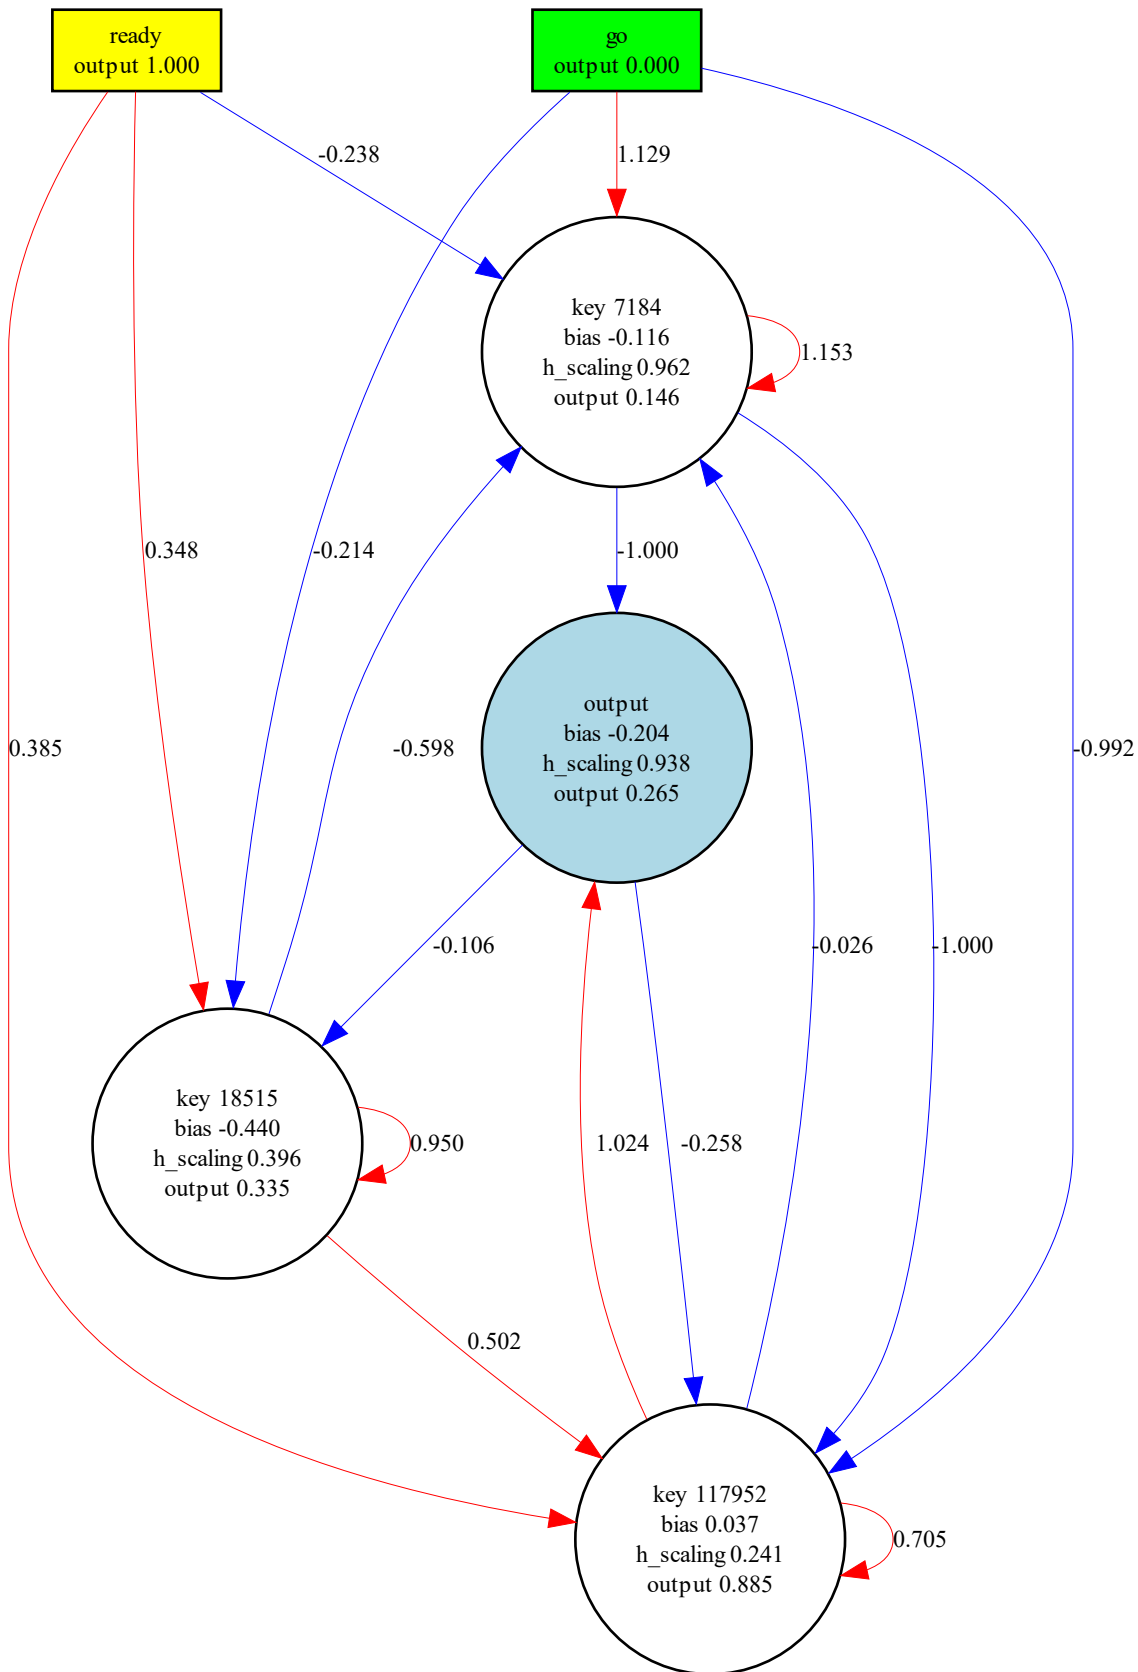 ready
output 1.000
go
output 0.000
-0.238
1.129
key 7184
bias -0.116
h_scaling 0.962
output 0.146
1.153
0.348
-0.214
-1.000
output
bias -0.204
h_scaling 0.938
output 0.265
0.385
-0.598
-0.992
-0.106
-0.026
-1.000
key 18515
bias -0.440
h_scaling 0.396
output 0.335
0.950
1.024
-0.258
0.502
key 117952
bias 0.037
h_scaling 0.241
output 0.885
0.705